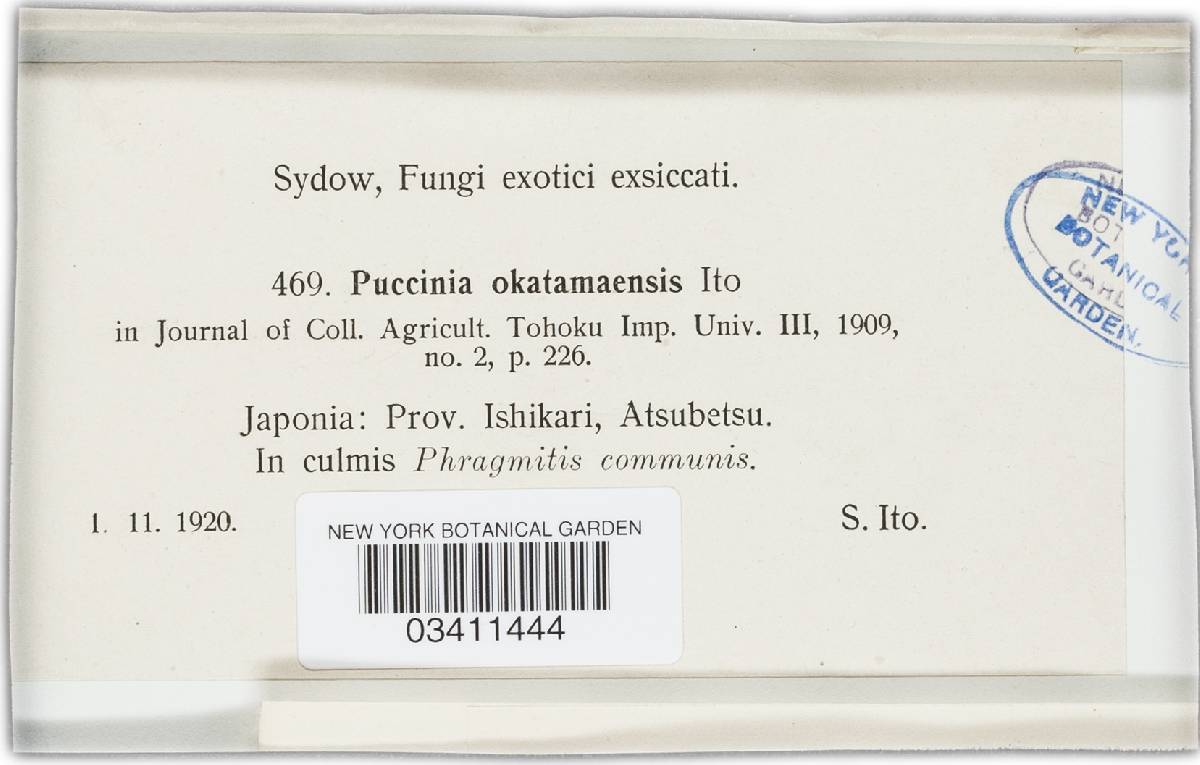 Sydow, Fungi exotici exsiccati.
469. Puccinia okatamaensis Ito
in Journal of Coll. Agricult. Tohoku Imp. Univ. III, 1909,
no. 2, p. 226.
Japonia: Prov. Ishikari, Atsubetsu.
In culmis Phragmitis communis.
1. 11. 1920.
S. Ito.
NEW YORK BOTANICAL GARDEN
03411444
NEW YOR
BOTANICAL
GARDEN.